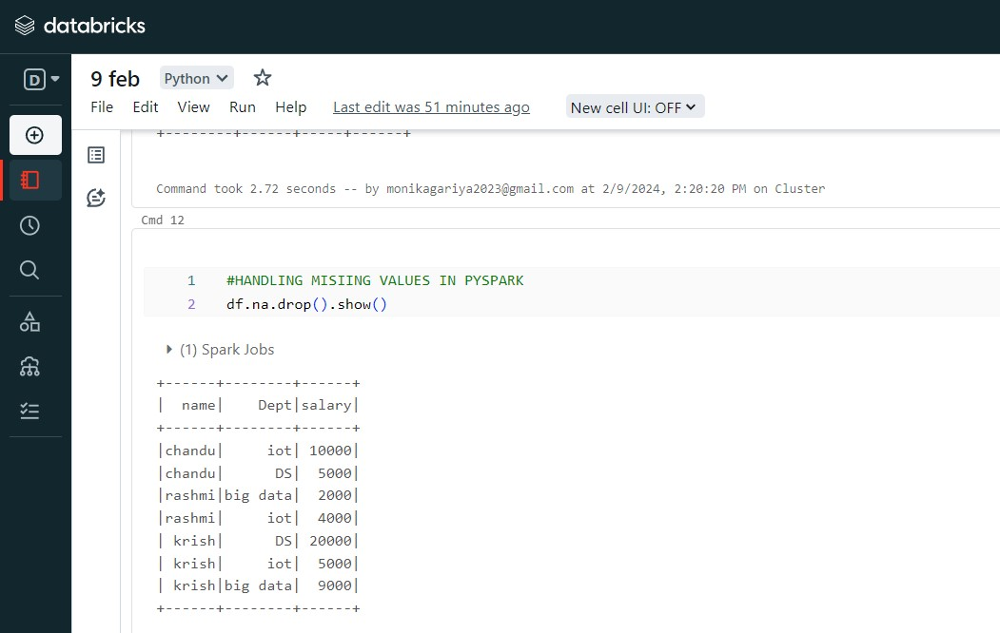 databricks
D
9 feb Python
File Edit View Run Help Last edit was 51 minutes ago New cell UI: OFF
+--------+------+-----+------+
Command took 2.72 seconds -- by monikagariya2023@gmail.com at 2/9/2024, 2:20:20 PM on Cluster
Cmd 12
1 #HANDLING MISIING VALUES IN PYSPARK
2 df.na.drop().show()
(1) Spark Jobs
+------+--------+------+
|  name|    Dept|salary|
+------+--------+------+
|chandu|     iot| 10000|
|chandu|      DS|  5000|
|rashmi|big data|  2000|
|rashmi|     iot|  4000|
| krish|      DS| 20000|
| krish|     iot|  5000|
| krish|big data|  9000|
+------+--------+------+